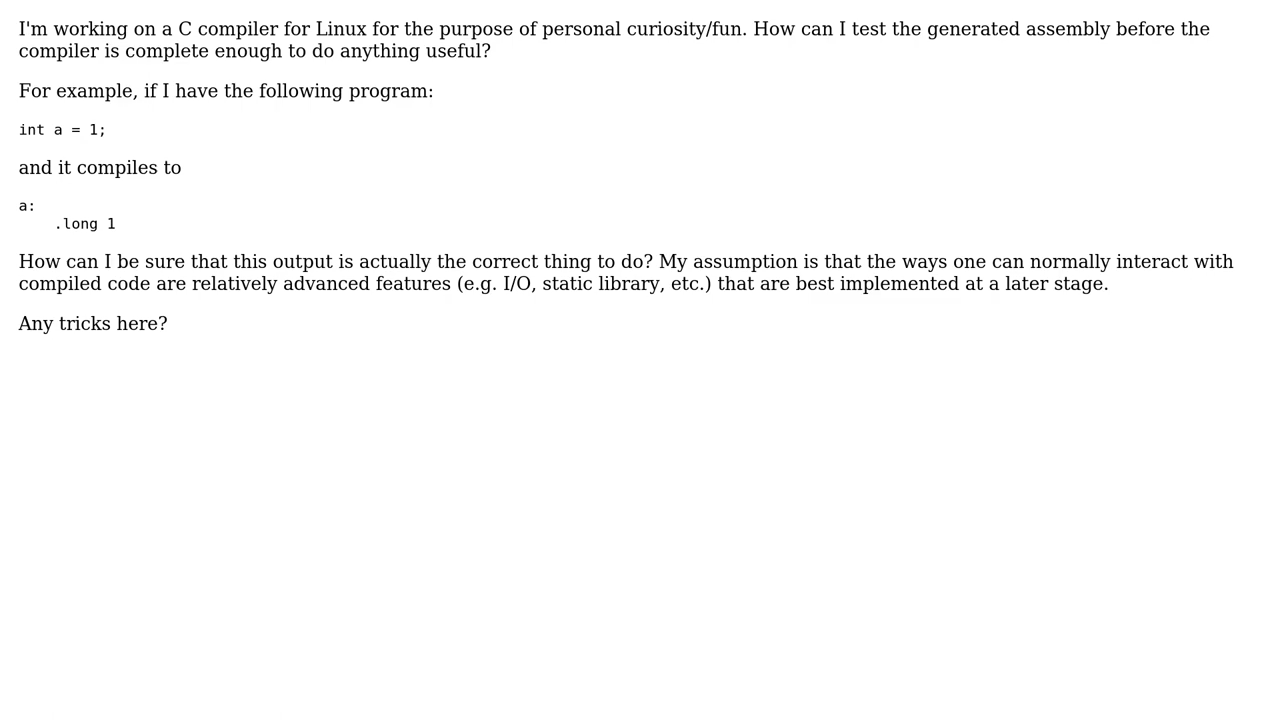 I'm working on a C compiler for Linux for the purpose of personal curiosity/fun. How can I test the generated assembly before the
compiler is complete enough to do anything useful?
For example, if I have the following program:
int a = 1;
and it compiles to
a:
    .long 1
How can I be sure that this output is actually the correct thing to do? My assumption is that the ways one can normally interact with
compiled code are relatively advanced features (e.g. I/O, static library, etc.) that are best implemented at a later stage.
Any tricks here?